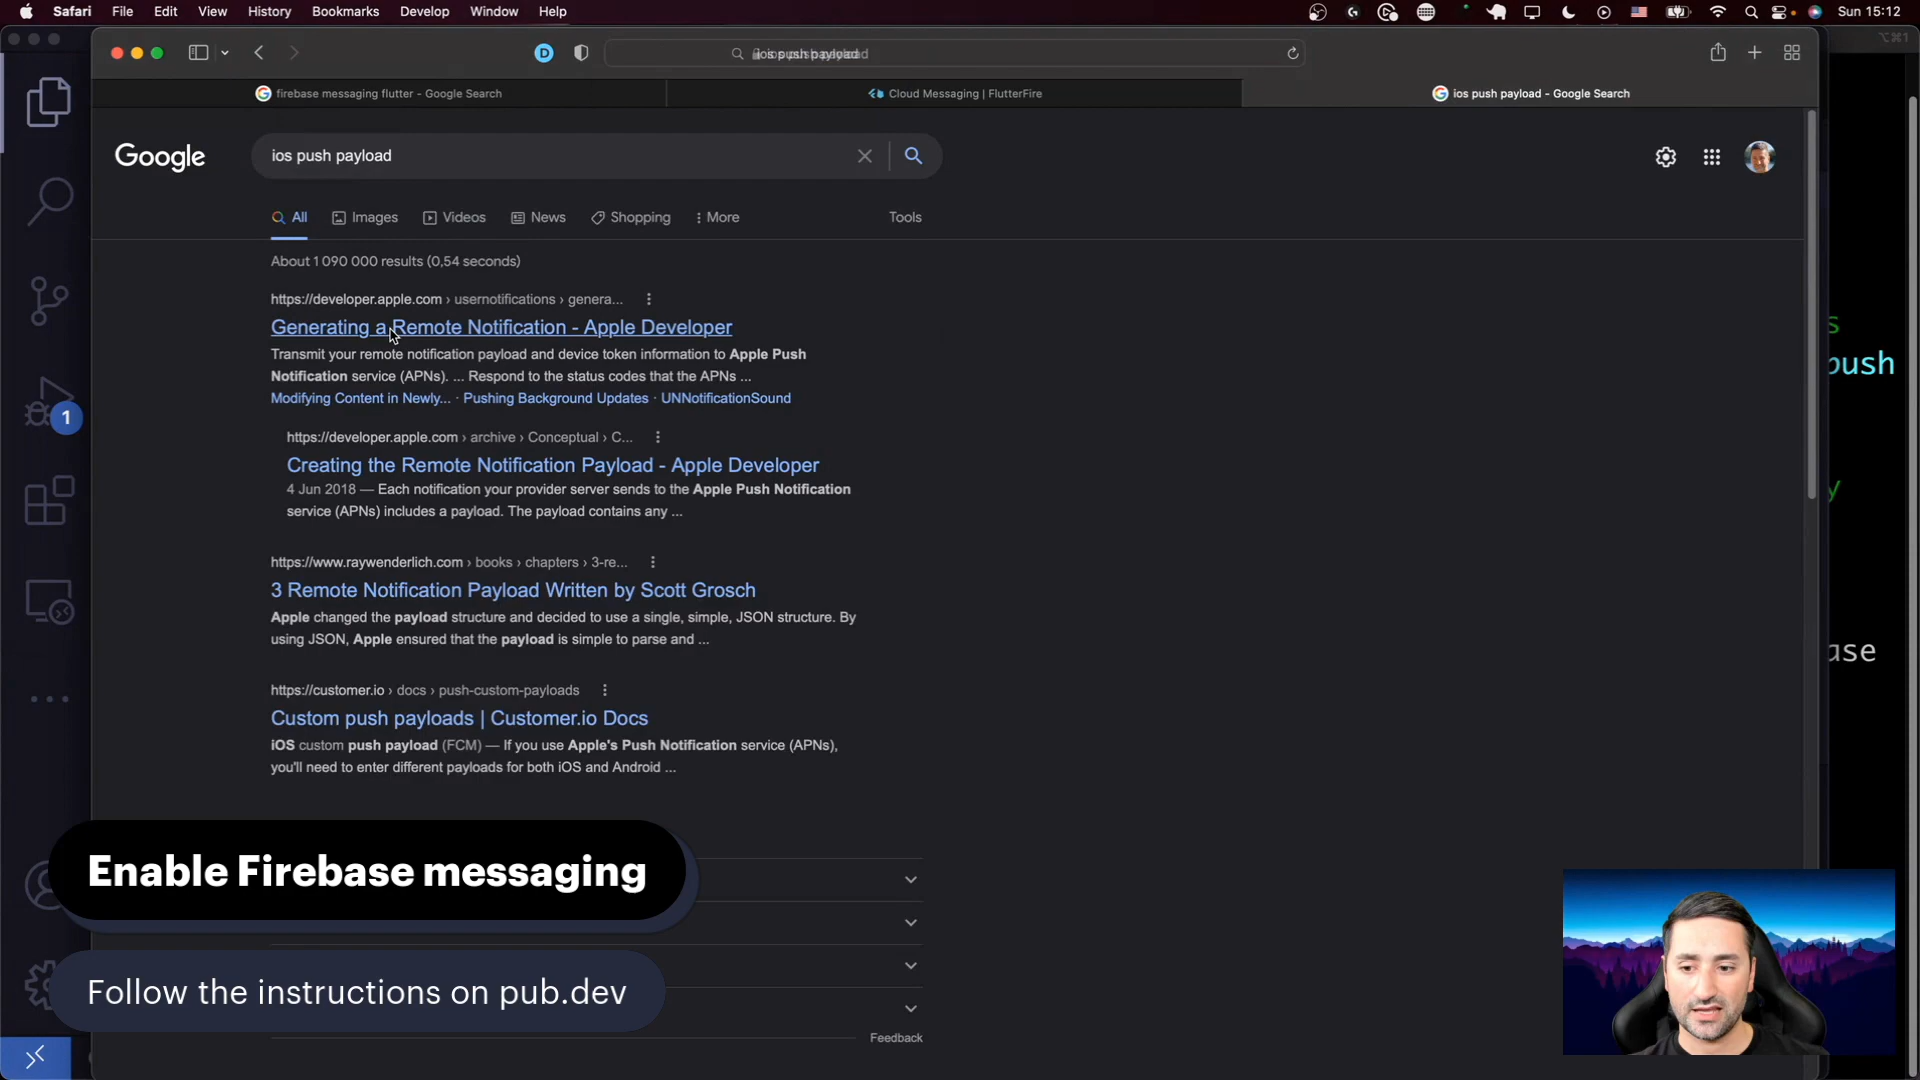 Safari File Edit View History Bookmarks Develop Window Help Sun 15:12
⌥⌘1
firebase messaging flutter - Google Search
Cloud Messaging | FlutterFire
ios push payload - Google Search
Google
ios push payload
All Images Videos News Shopping More Tools
About 1 090 000 results (0,54 seconds)
https://developer.apple.com › usernotifications › genera...
Generating a Remote Notification - Apple Developer
Transmit your remote notification payload and device token information to Apple Push
Notification service (APNs). ... Respond to the status codes that the APNs ...
Modifying Content in Newly... · Pushing Background Updates · UNNotificationSound
https://developer.apple.com › archive › Conceptual › C...
Creating the Remote Notification Payload - Apple Developer
4 Jun 2018 — Each notification your provider server sends to the Apple Push Notification
service (APNs) includes a payload. The payload contains any ...
https://www.raywenderlich.com › books › chapters › 3-re...
3 Remote Notification Payload Written by Scott Grosch
Apple changed the payload structure and decided to use a single, simple, JSON structure. By
using JSON, Apple ensured that the payload is simple to parse and ...
https://customer.io › docs › push-custom-payloads
Custom push payloads | Customer.io Docs
iOS custom push payload (FCM) — If you use Apple's Push Notification service (APNs),
you'll need to enter different payloads for both iOS and Android ...
Feedback
1
s
push
y
ase
Enable Firebase messaging
Follow the instructions on pub.dev